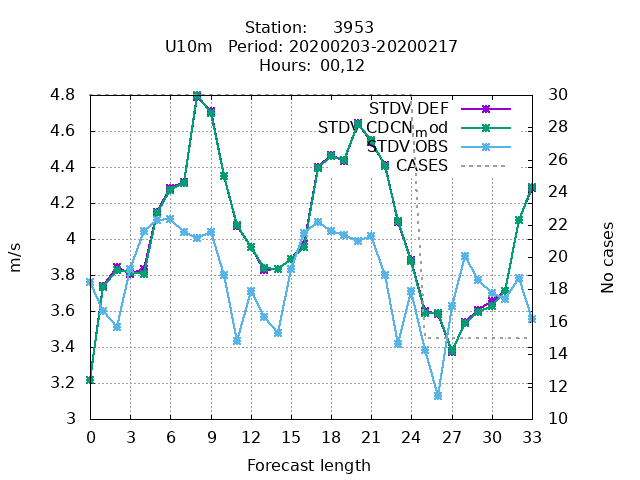 Station: 3953
U10m Period: 20200203-20200217
Hours: 00,12
4.8
4.6
4.4
4.2
4
3.8
3.6
3.4
3.2
3
m/s
30
28
26
24
22
20
18
16
14
12
10
No cases
STDV DEF
STDV CDCN_mod
STDV OBS
CASES
0 3 6 9 12 15 18 21 24 27 30 33
Forecast length